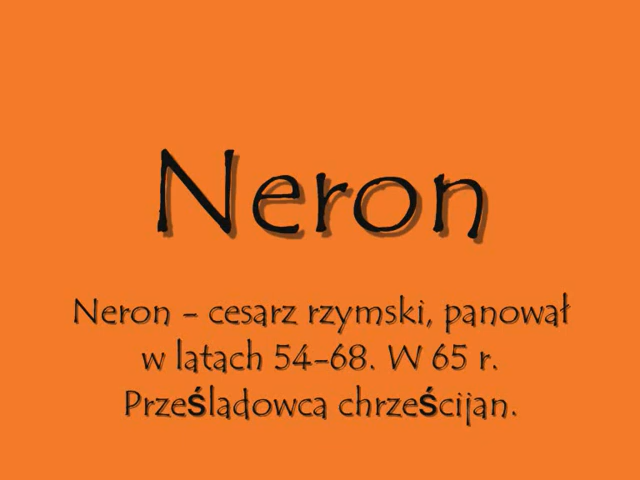 Neron
Neron - cesarz rzymski, panował
w latach 54-68. W 65 r.
Prześladowca chrześcijan.